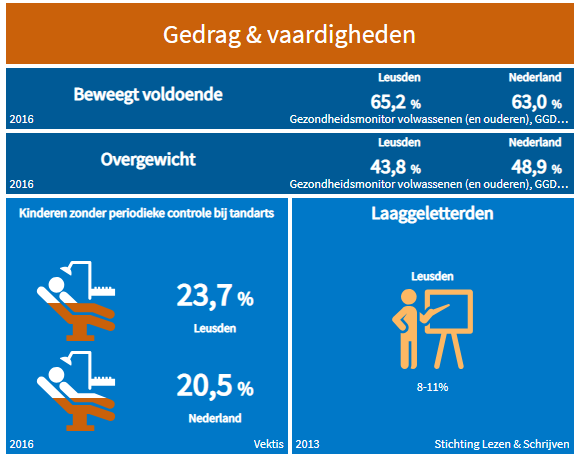 Gedrag & vaardigheden
Leusden Nederland
Beweegt voldoende 65,2 % 63,0 %
2016 Gezondheidsmonitor volwassenen (en ouderen), GGD...
Leusden Nederland
Overgewicht 43,8 % 48,9 %
2016 Gezondheidsmonitor volwassenen (en ouderen), GGD...
Kinderen zonder periodieke controle bij tandarts
23,7 %
Leusden
20,5 %
Nederland
2016 Vektis
Laaggeletterden
Leusden
8-11%
2013 Stichting Lezen & Schrijven